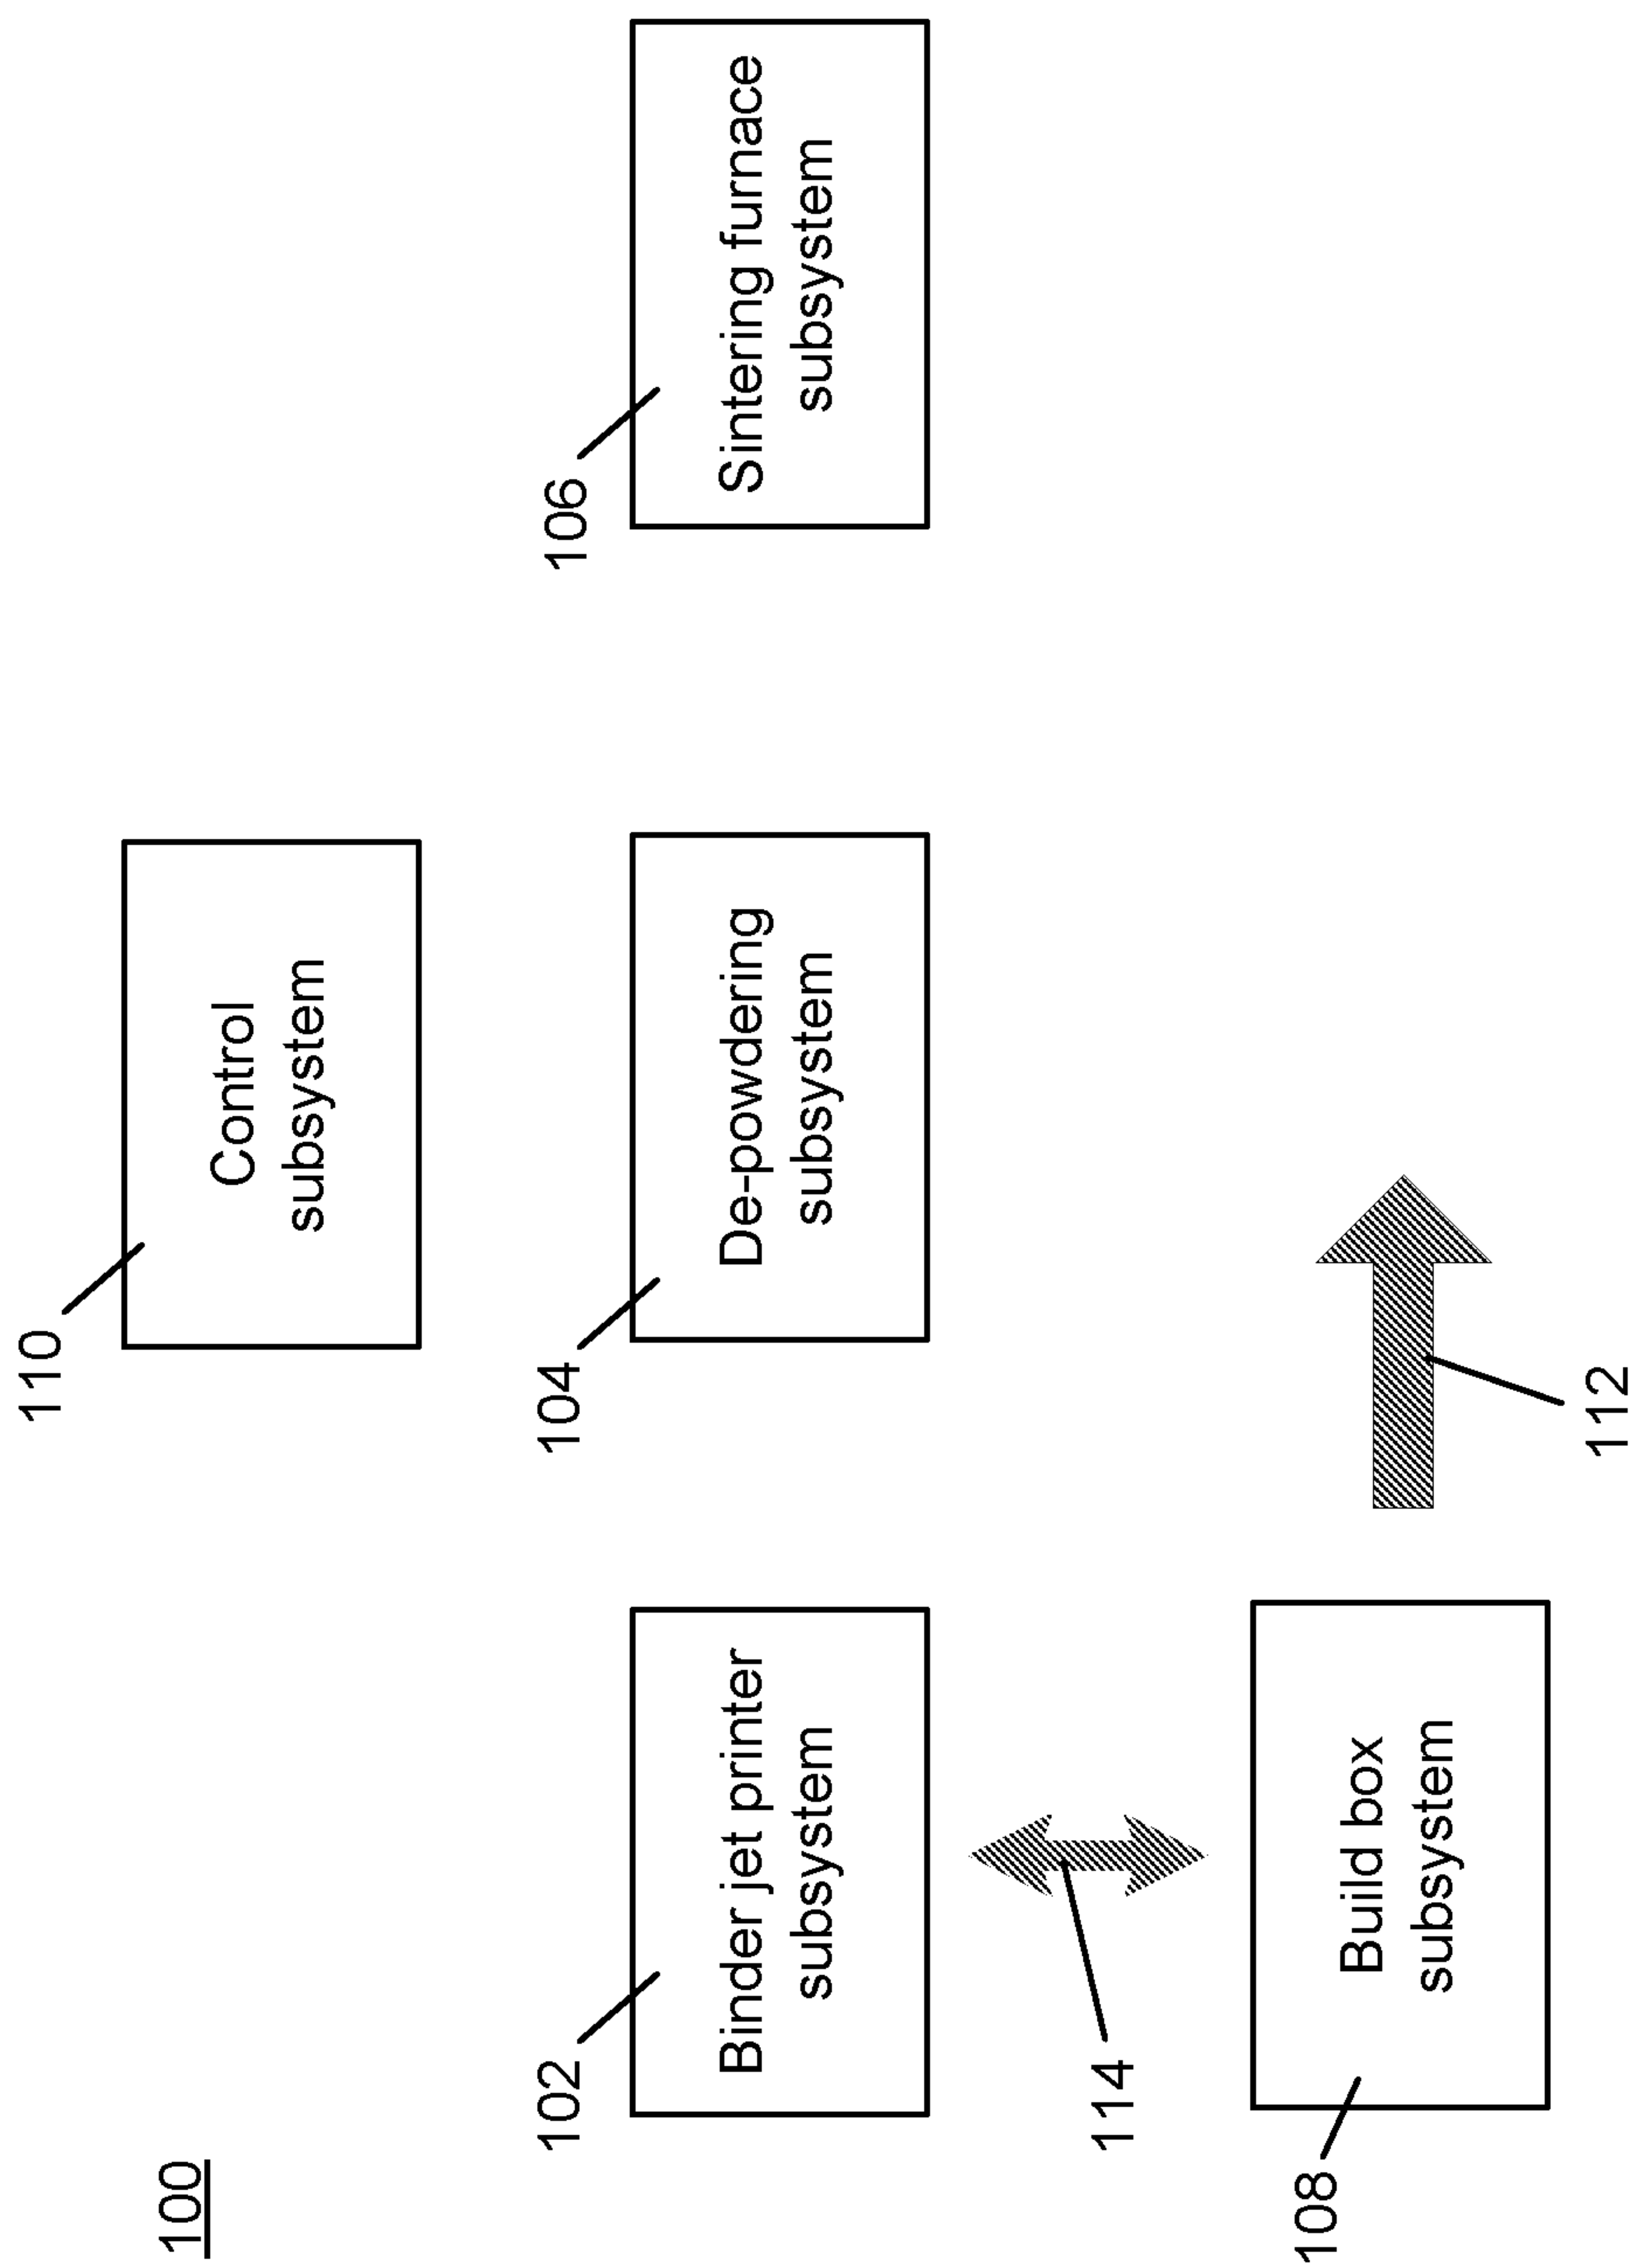 100
110
Control
subsystem
102
Binder jet printer
subsystem
104
De-powdering
subsystem
106
Sintering furnace
subsystem
114
108
Build box
subsystem
112